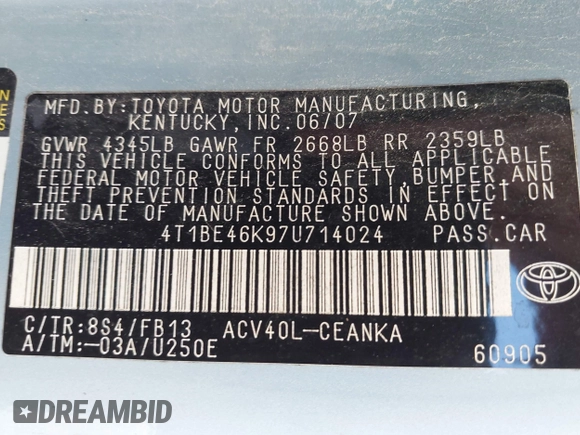 N
E
S
MFD.BY:TOYOTA MOTOR MANUFACTURING,
KENTUCKY,INC.06/07
GVWR 4345LB GAWR FR 2668LB RR 2359LB
THIS VEHICLE CONFORMS TO ALL APPLICABLE
FEDERAL MOTOR VEHICLE SAFETY, BUMPER,AND
THEFT PREVENTION STANDARDS IN EFFECT ON
THE DATE OF MANUFACTURE SHOWN ABOVE.
4T1BE46K97U714024 PASS.CAR
C/TR:8S4/FB13 ACV40L-CEANKA
A/TM:-03A/U250E 60905
TOYOTA
DREAMBID